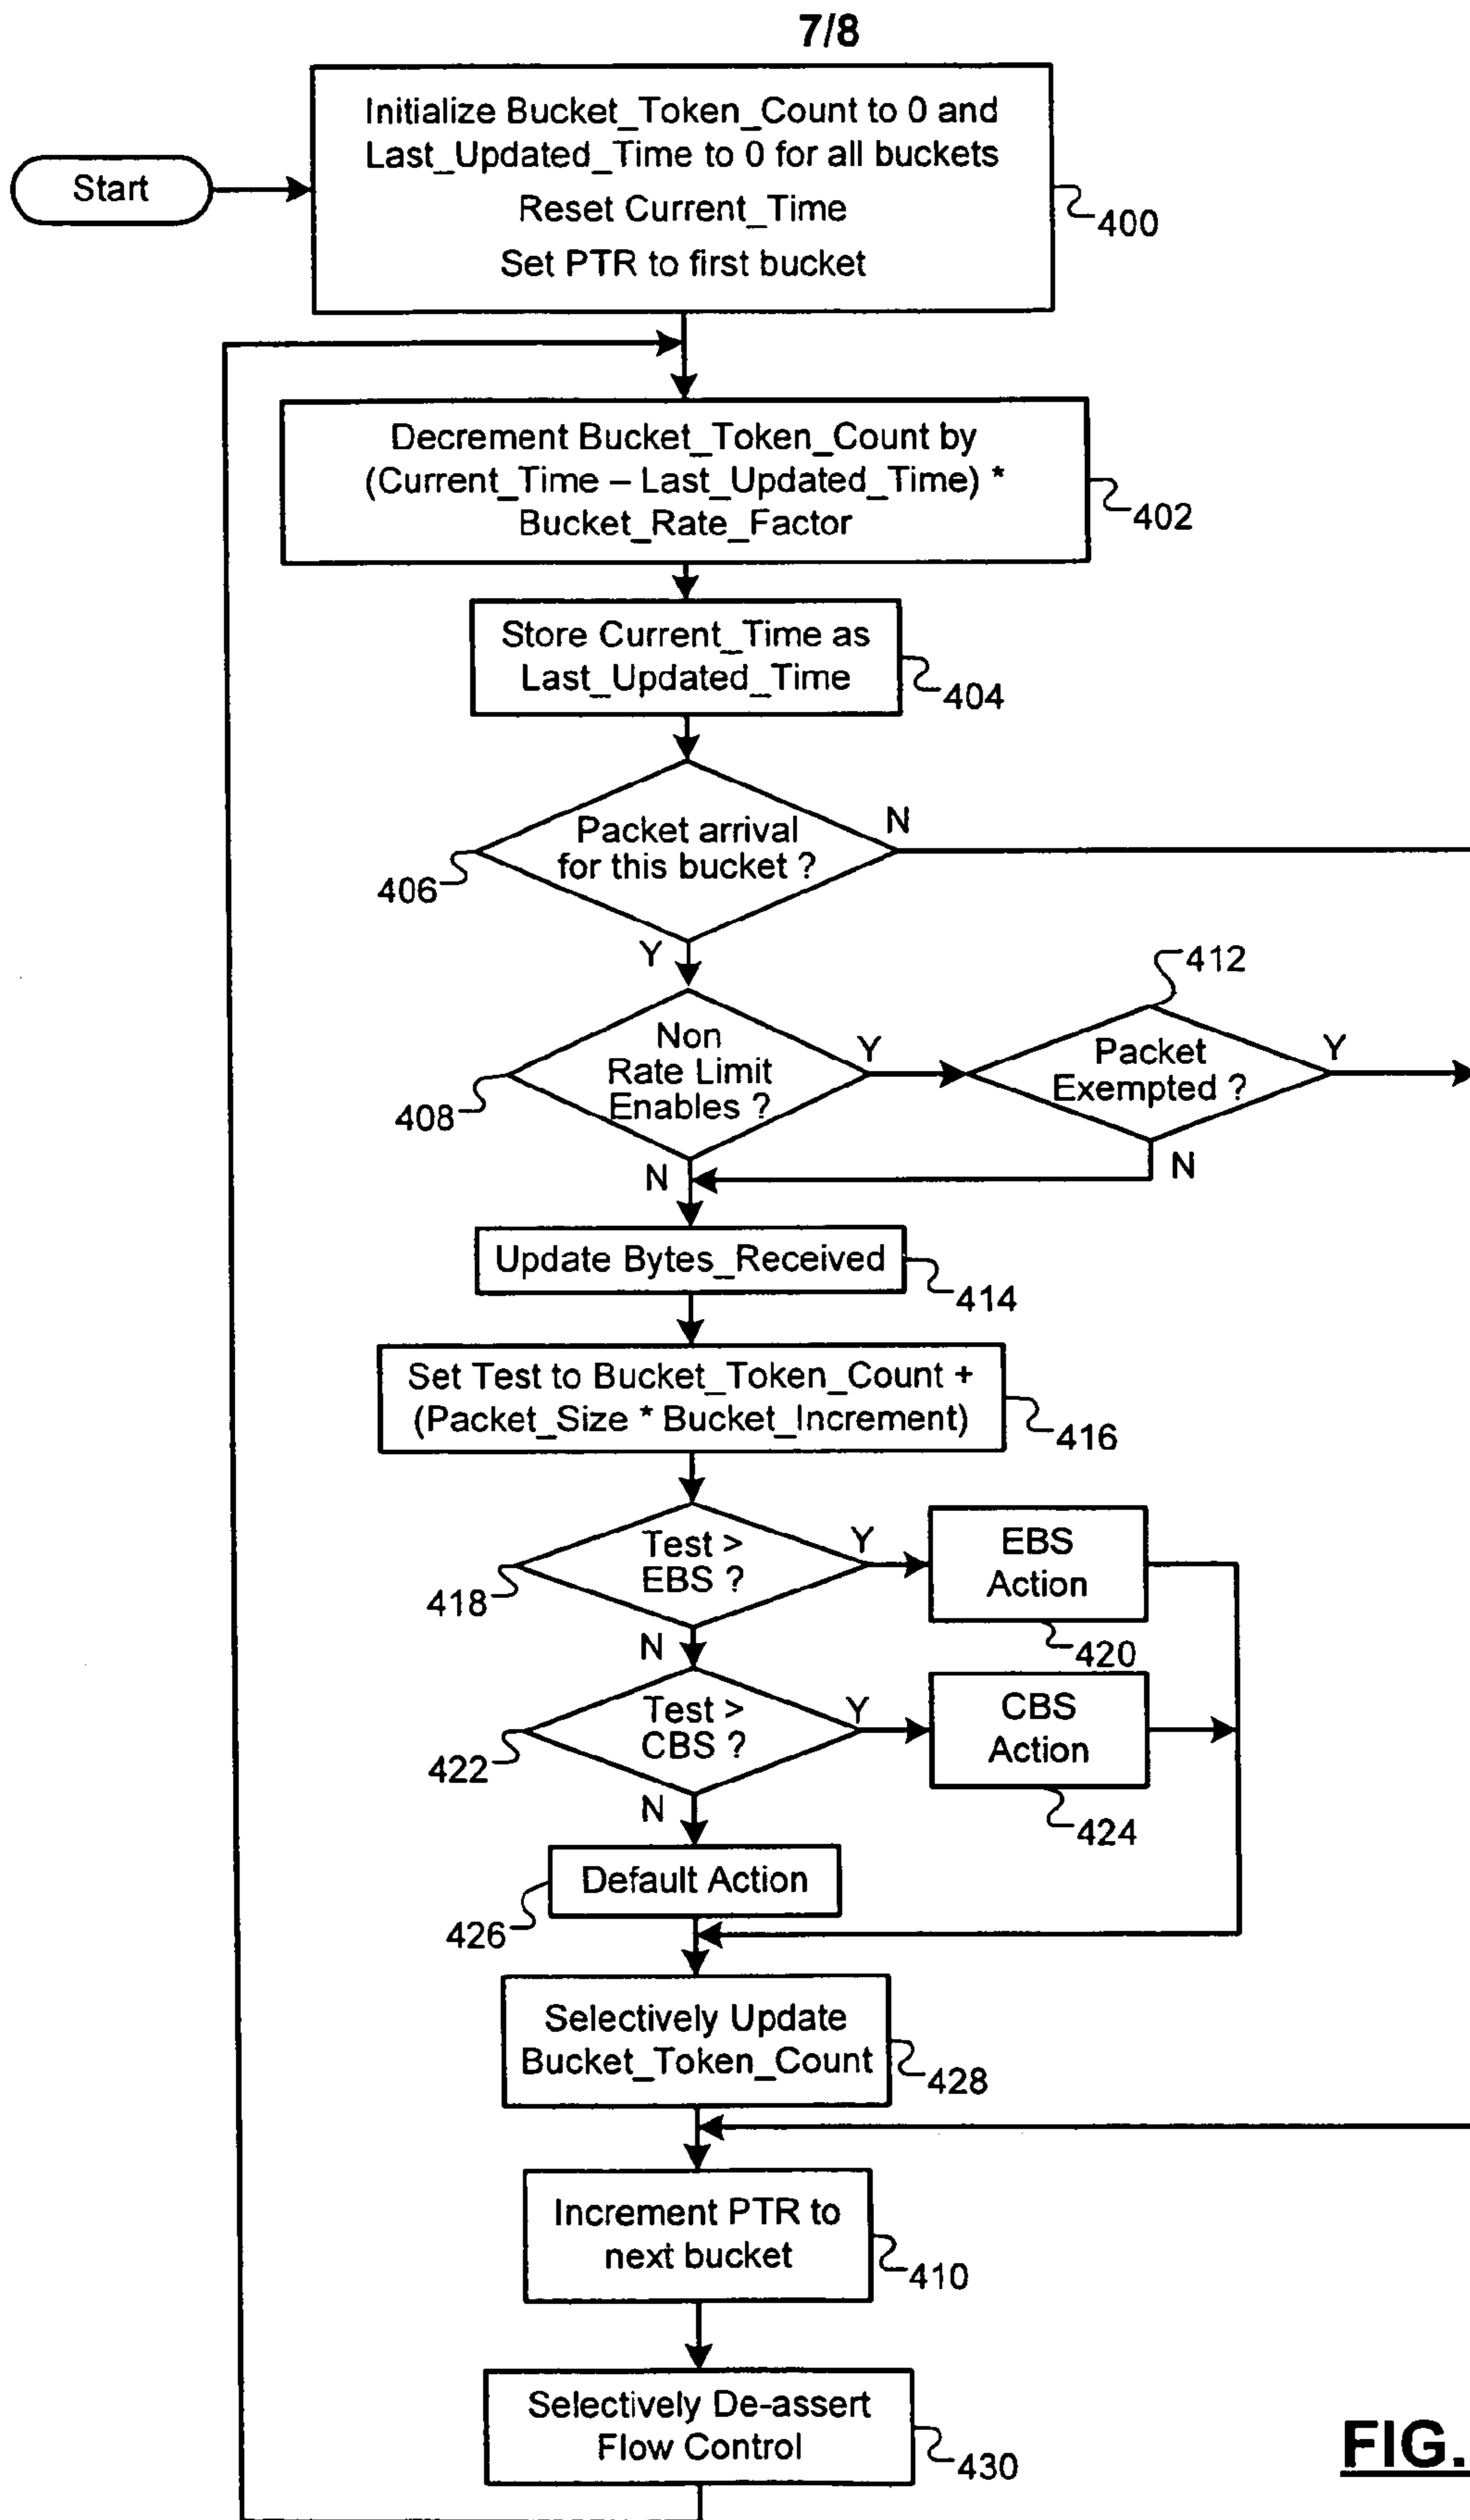 7/8
Start
Initialize Bucket_Token_Count to 0 and
Last_Updated_Time to 0 for all buckets
Reset Current_Time
Set PTR to first bucket
400
Decrement Bucket_Token_Count by
(Current_Time – Last_Updated_Time) *
Bucket_Rate_Factor
402
Store Current_Time as
Last_Updated_Time
404
Packet arrival
for this bucket ?
N
406
Y
412
Non
Rate Limit
Enables ?
Y
408
Packet
Exempted ?
Y
N
N
Update Bytes_Received
414
Set Test to Bucket_Token_Count +
(Packet_Size * Bucket_Increment)
416
Test >
EBS ?
Y
418
EBS
Action
420
N
Test >
CBS ?
Y
422
CBS
Action
424
N
Default Action
426
Selectively Update
Bucket_Token_Count
428
Increment PTR to
next bucket
410
Selectively De-assert
Flow Control
430
FIG.